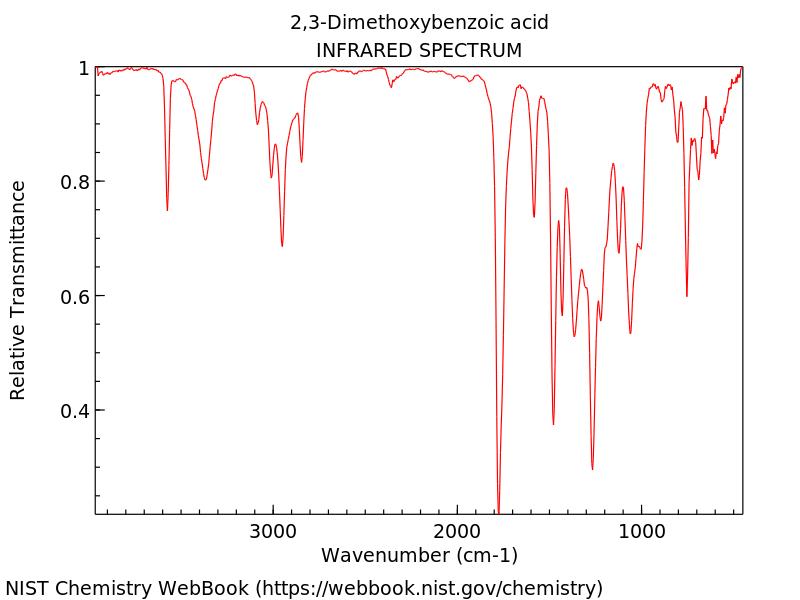 2,3-Dimethoxybenzoic acid
INFRARED SPECTRUM
1
0.8
0.6
0.4
Relative Transmittance
3000 2000 1000
Wavenumber (cm-1)
NIST Chemistry WebBook (https://webbook.nist.gov/chemistry)